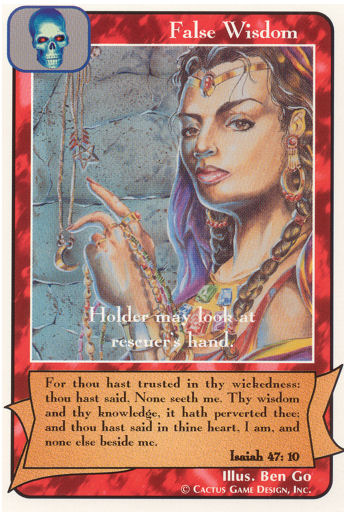 False Wisdom
Holder may look at
rescuer's hand.
For thou hast trusted in thy wickedness:
thou hast said, None seeth me. Thy wisdom
and thy knowledge, it hath perverted thee;
and thou hast said in thine heart, I am, and
none else beside me.
Isaiah 47: 10
Illus. Ben Go
© Cactus Game Design, Inc.